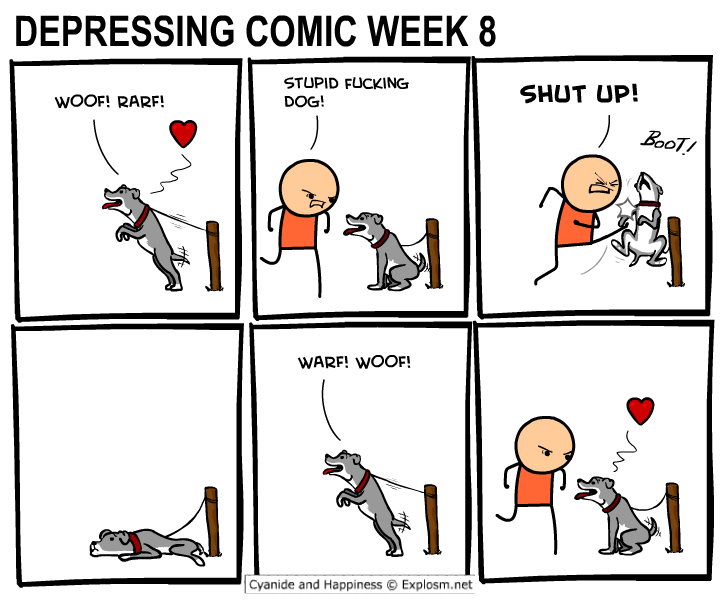 DEPRESSING COMIC WEEK 8
WOOF! RARF!
STUPID FUCKING
DOG!
SHUT UP!
BOOT!
WARF! WOOF!
Cyanide and Happiness © Explosm.net